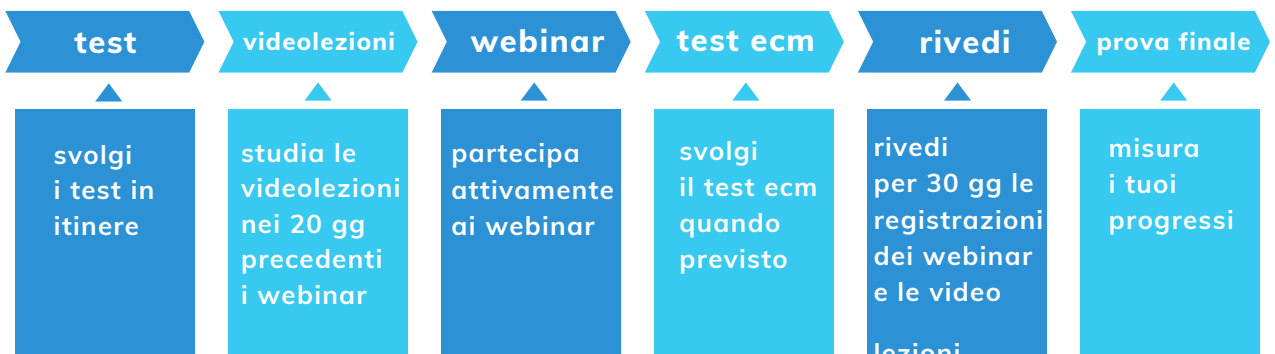 test
videolezioni
webinar
test ecm
rivedi
prova finale
svolgi
i test in
itinere
studia le
videolezioni
nei 20 gg
precedenti
i webinar
partecipa
attivamente
ai webinar
svolgi
il test ecm
quando
previsto
rivedi
per 30 gg le
registrazioni
dei webinar
e le video
lezioni
misura
i tuoi
progressi